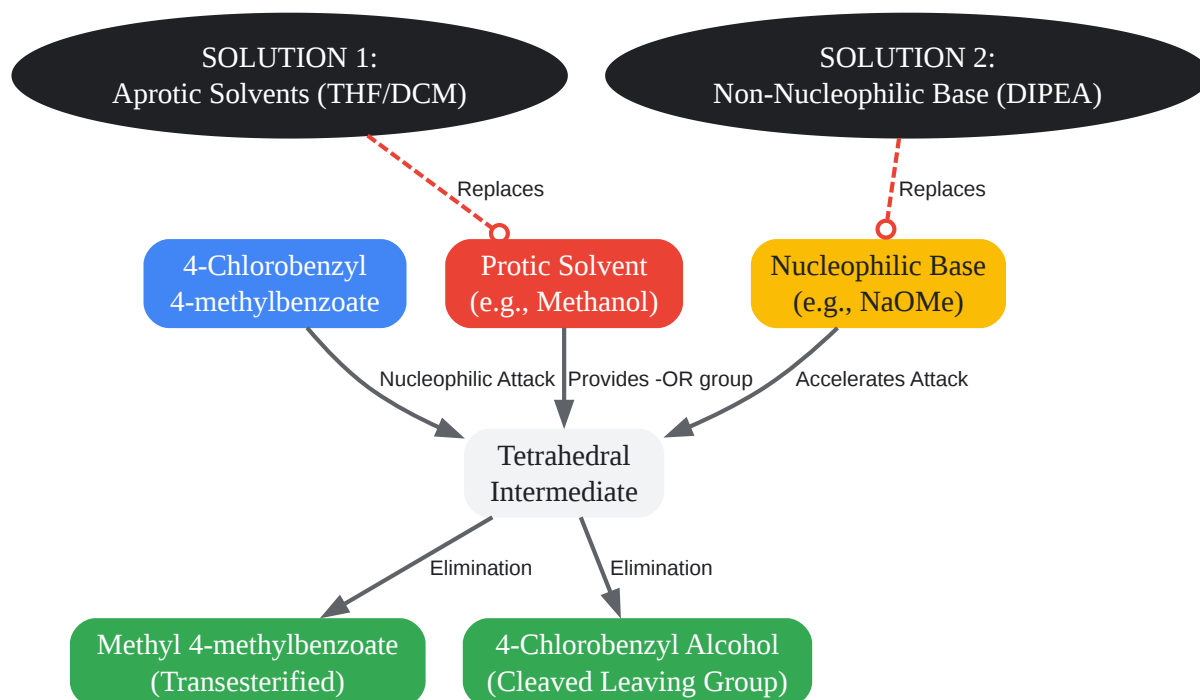 SOLUTION 1:
Aprotic Solvents (THF/DCM)
SOLUTION 2:
Non-Nucleophilic Base (DIPEA)
Replaces
Replaces
4-Chlorobenzyl
4-methylbenzoate
Protic Solvent
(e.g., Methanol)
Nucleophilic Base
(e.g., NaOMe)
Nucleophilic Attack
Provides -OR group
Accelerates Attack
Tetrahedral
Intermediate
Elimination
Elimination
Methyl 4-methylbenzoate
(Transesterified)
4-Chlorobenzyl Alcohol
(Cleaved Leaving Group)